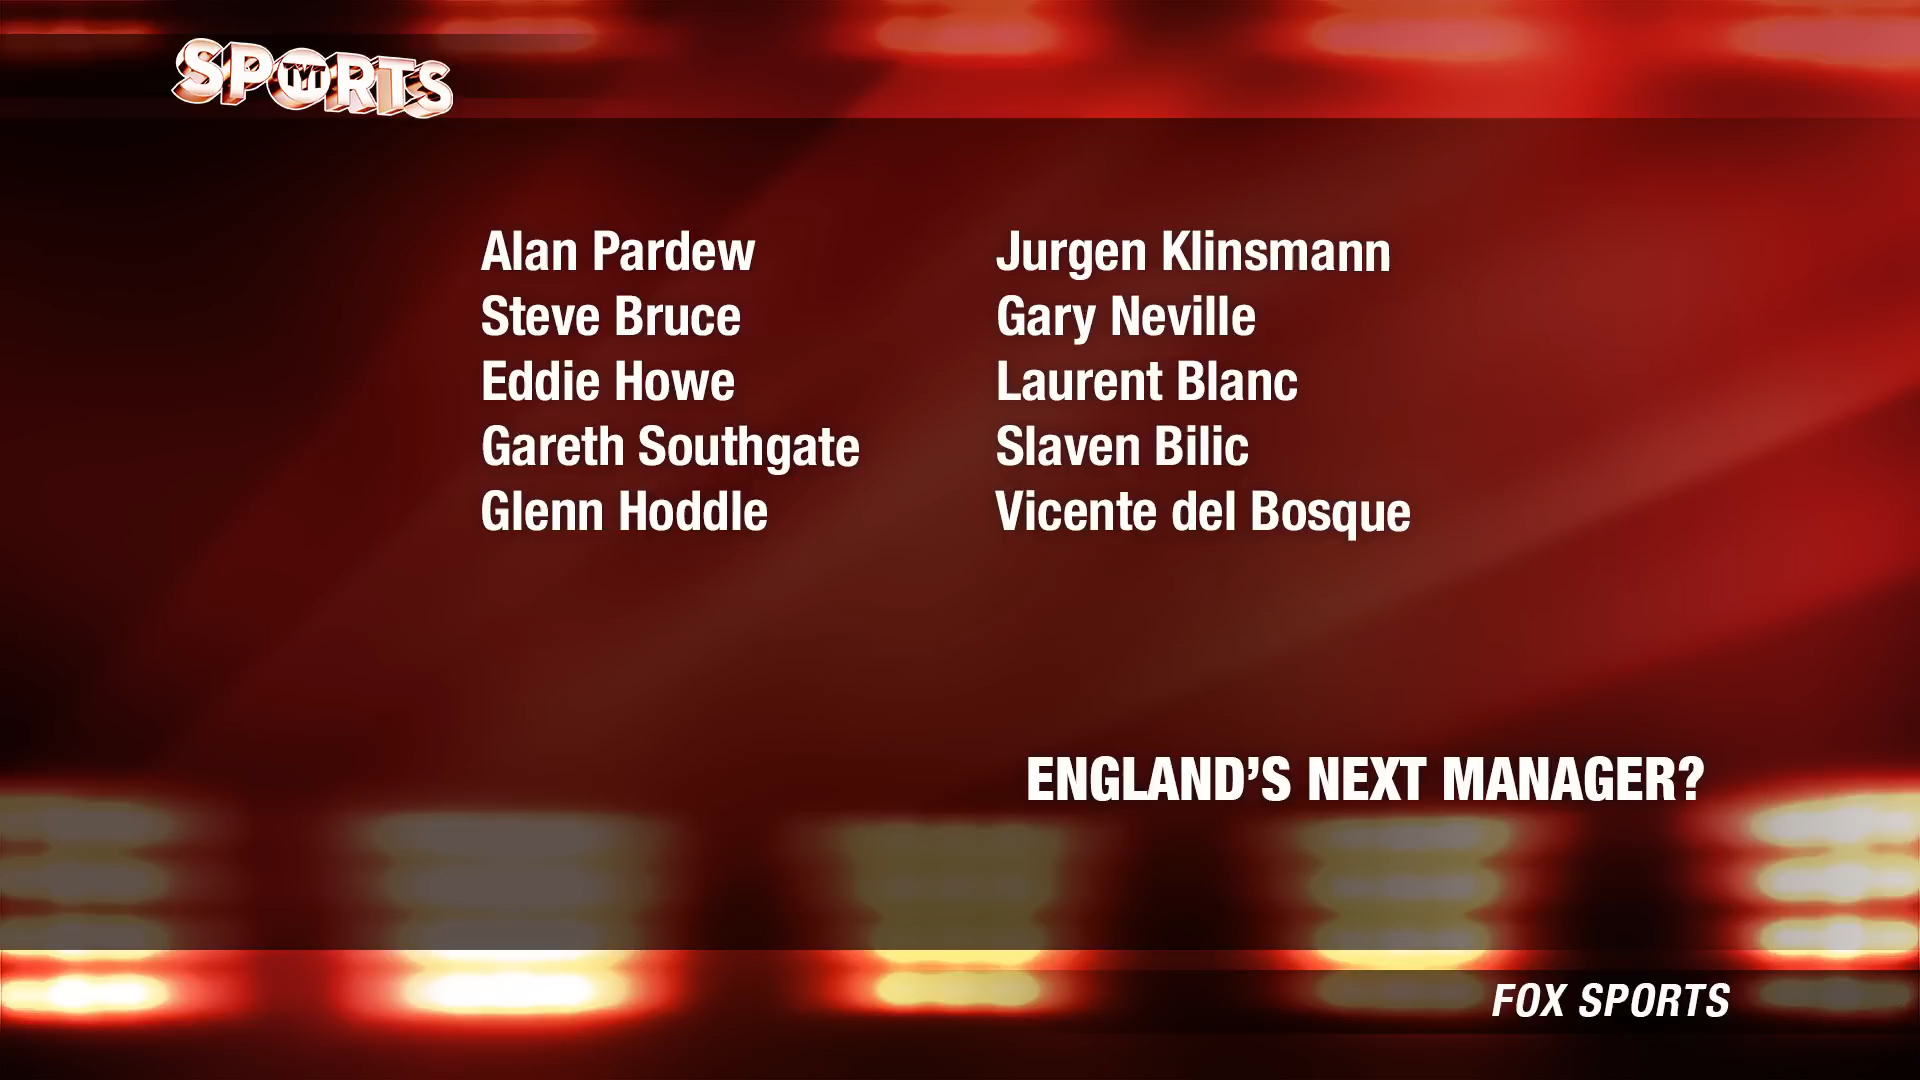 SPORTS
TYT
Alan Pardew
Steve Bruce
Eddie Howe
Gareth Southgate
Glenn Hoddle
Jurgen Klinsmann
Gary Neville
Laurent Blanc
Slaven Bilic
Vicente del Bosque
ENGLAND’S NEXT MANAGER?
FOX SPORTS